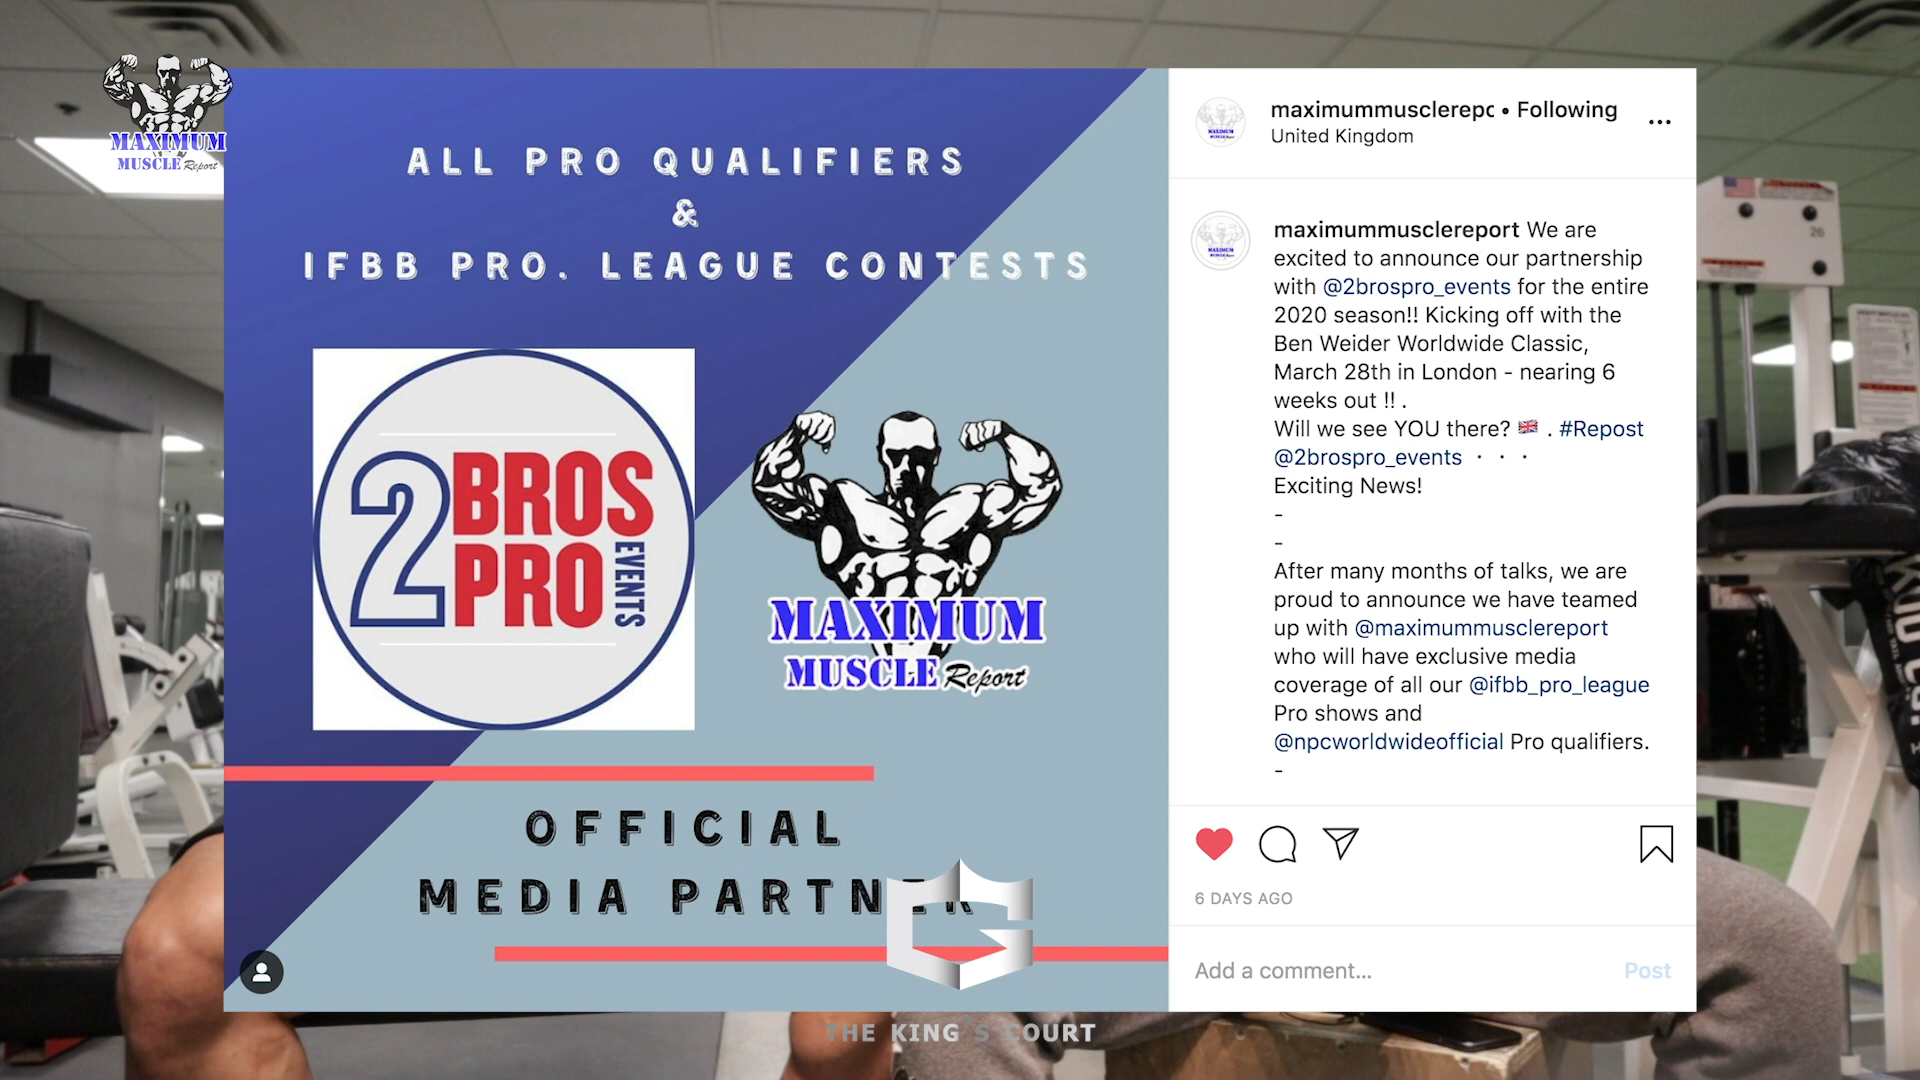 MAXIMUM
MUSCLE Report
ALL PRO QUALIFIERS
&
IFBB PRO. LEAGUE CONTESTS
2 BROS
PRO
EVENTS
MAXIMUM
MUSCLE Report
OFFICIAL
MEDIA PARTNER
THE KING'S COURT
maximummusclerepo • Following
United Kingdom
maximummusclereport We are
excited to announce our partnership
with @2brospro_events for the entire
2020 season!! Kicking off with the
Ben Weider Worldwide Classic,
March 28th in London - nearing 6
weeks out !! .
Will we see YOU there? 🇬🇧 . #Repost
@2brospro_events ・・・
Exciting News!
-
-
After many months of talks, we are
proud to announce we have teamed
up with @maximummusclereport
who will have exclusive media
coverage of all our @ifbb_pro_league
Pro shows and
@npcworldwideofficial Pro qualifiers.
-
6 DAYS AGO
Add a comment...
Post
26